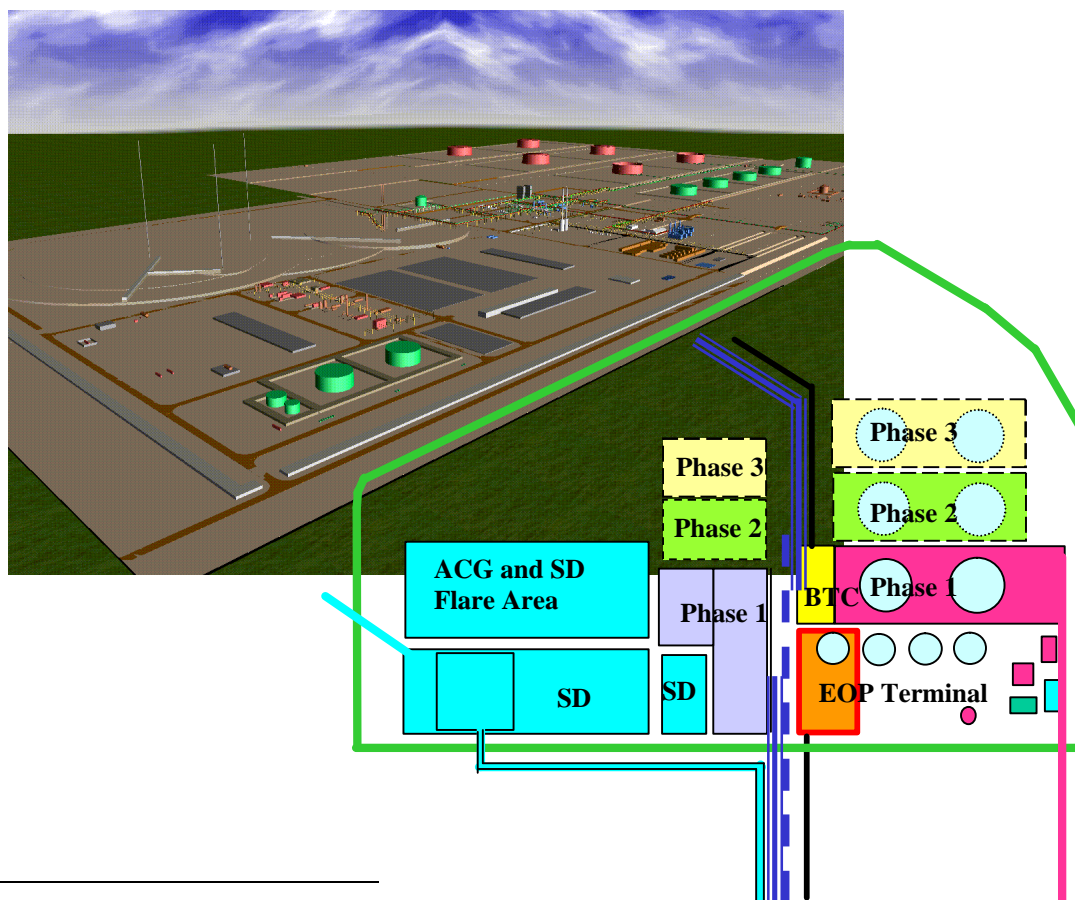 Phase 3
Phase 3
Phase 2
Phase 2
ACG and SD
Flare Area
Phase 1
BTC
Phase 1
SD
SD
EOP Terminal